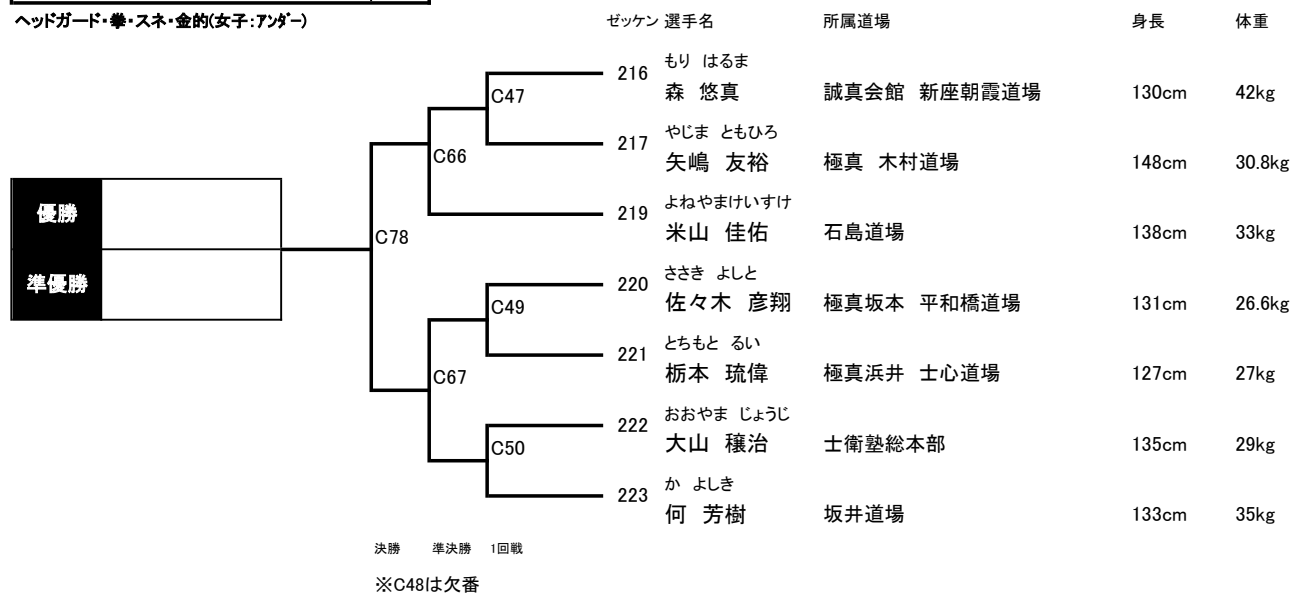 ヘッドガード・拳・スネ・金的(女子:アンダー)
ゼッケン 選手名 所属道場 身長 体重
もり はるま
216 森 悠真 誠真会館 新座朝霞道場 130cm 42kg
C47
やじま ともひろ
217 矢嶋 友裕 極真 木村道場 148cm 30.8kg
C66
よねやまけいすけ
219 米山 佳佑 石島道場 138cm 33kg
優勝
C78
準優勝
ささき よしと
220 佐々木 彦翔 極真坂本 平和橋道場 131cm 26.6kg
C49
とちもと るい
221 栃本 琉偉 極真浜井 士心道場 127cm 27kg
C67
おおやま じょうじ
222 大山 穣治 士衛塾総本部 135cm 29kg
C50
か よしき
223 何 芳樹 坂井道場 133cm 35kg
決勝 準決勝 1回戦
※C48は欠番